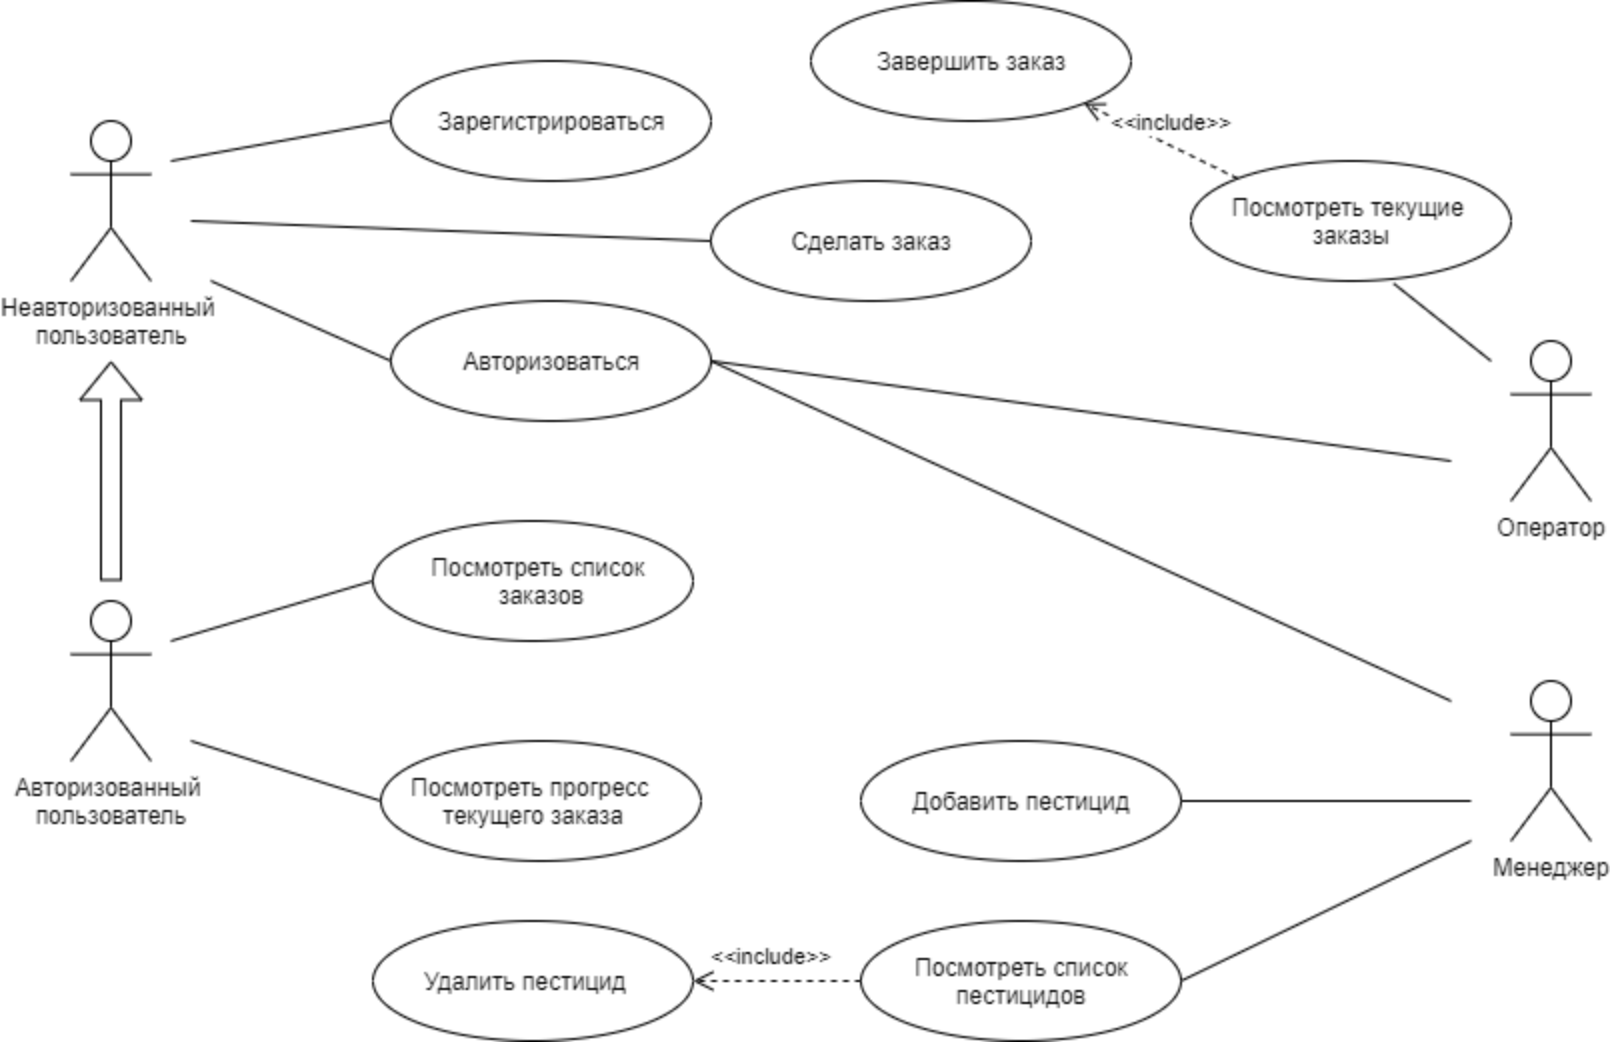 Завершить заказ
Зарегистрироваться
<<include>>
Посмотреть текущие
заказы
Сделать заказ
Неавторизованный
пользователь
Авторизоваться
Оператор
Посмотреть список
заказов
Авторизованный
пользователь
Посмотреть прогресс
текущего заказа
Добавить пестицид
Менеджер
<<include>>
Удалить пестицид
Посмотреть список
пестицидов